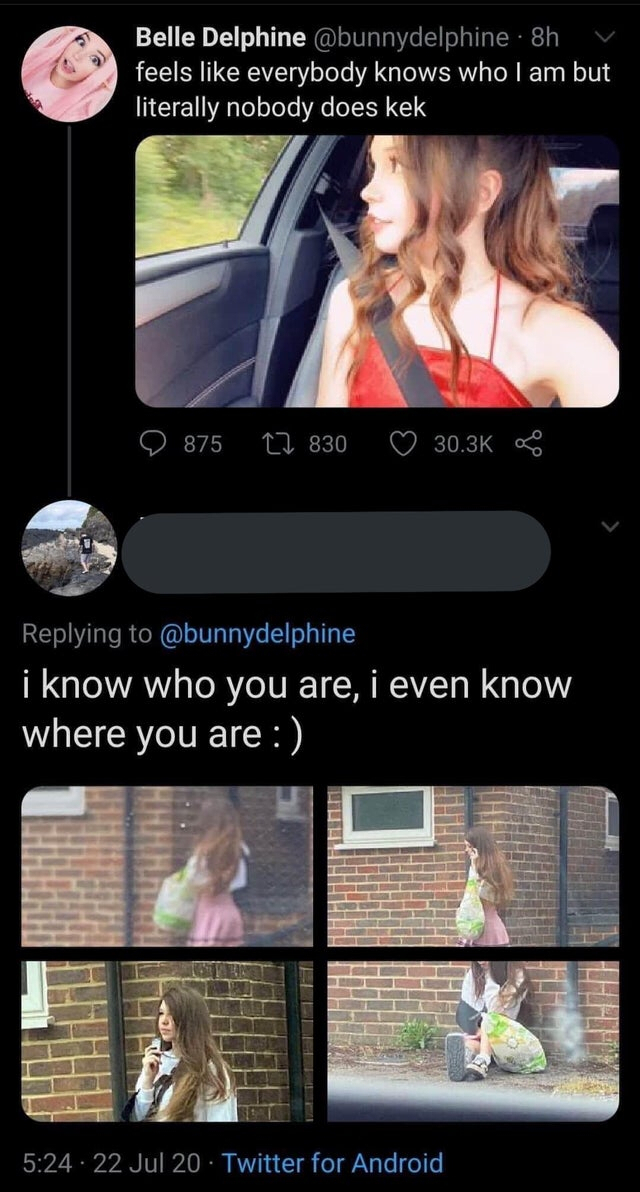 Belle Delphine @bunnydelphine · 8h
feels like everybody knows who I am but
literally nobody does kek
875 830 30.3K
Replying to @bunnydelphine
i know who you are, i even know
where you are : )
5:24 · 22 Jul 20 · Twitter for Android